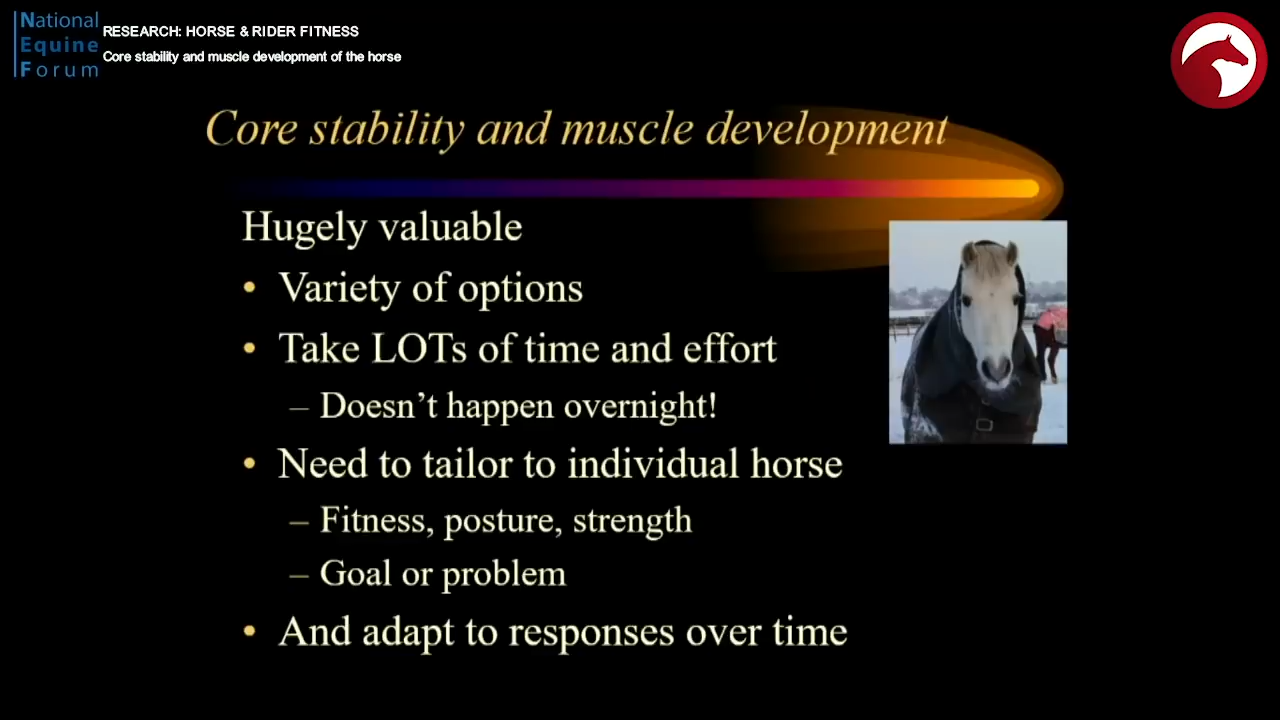 National
Equine
Forum
RESEARCH: HORSE & RIDER FITNESS
Core stability and muscle development of the horse
Core stability and muscle development
Hugely valuable
• Variety of options
• Take LOTs of time and effort
– Doesn’t happen overnight!
• Need to tailor to individual horse
– Fitness, posture, strength
– Goal or problem
• And adapt to responses over time